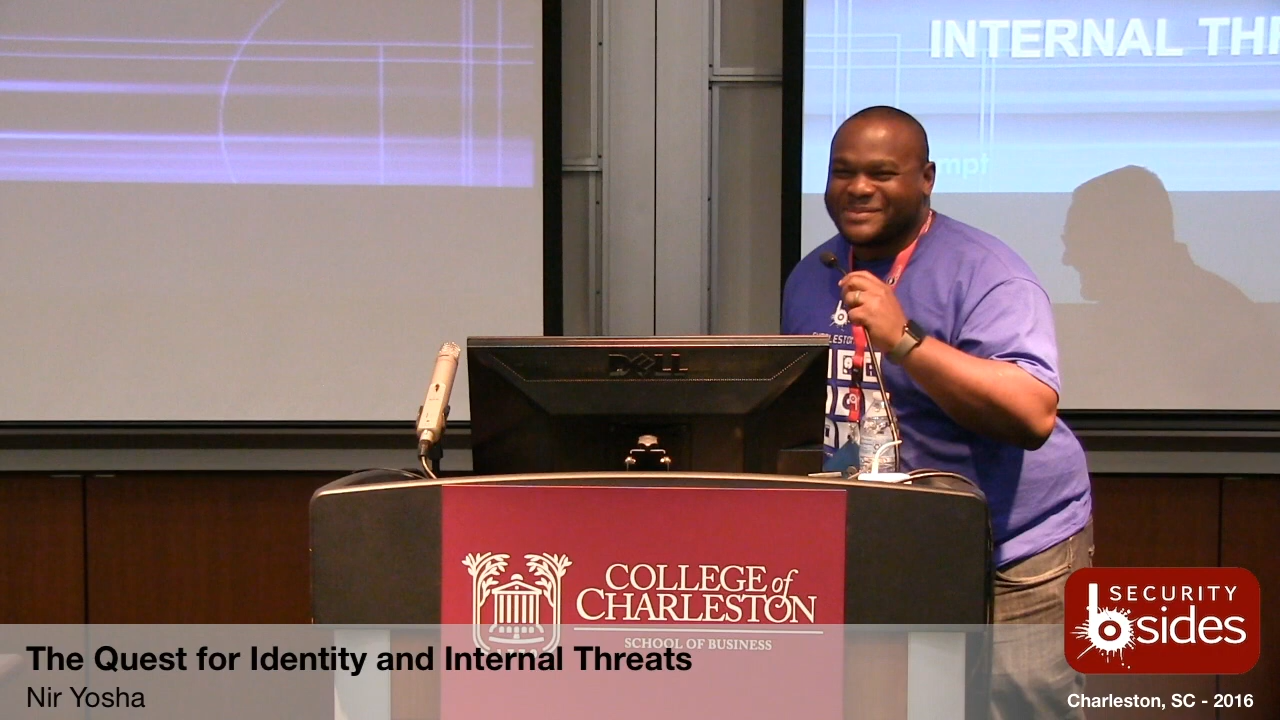 INTERNAL TH
mpt
DELL
COLLEGE of
CHARLESTON
SCHOOL OF BUSINESS
The Quest for Identity and Internal Threats
Nir Yosha
SECURITY
bsides
Charleston, SC - 2016